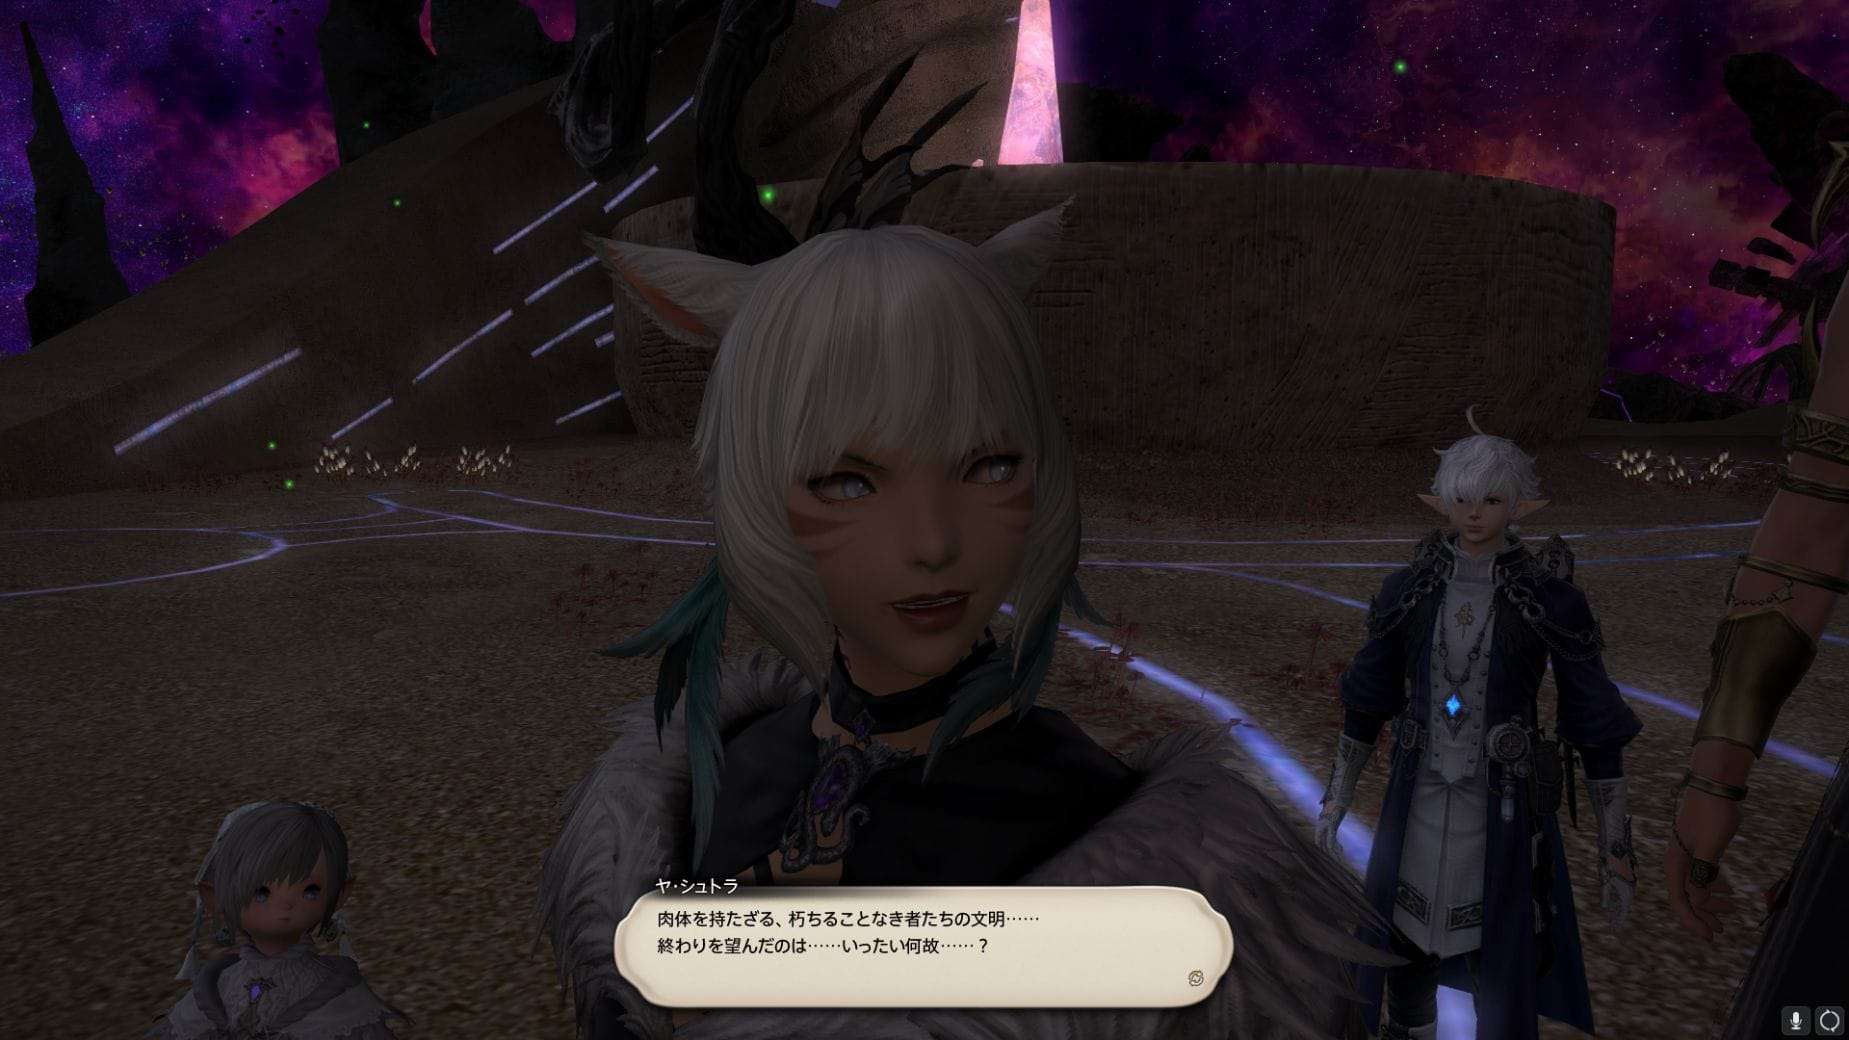 ヤ・シュトラ
肉体を持たざる、朽ちることなき者たちの文明……
終わりを望んだのは……いったい何故……？